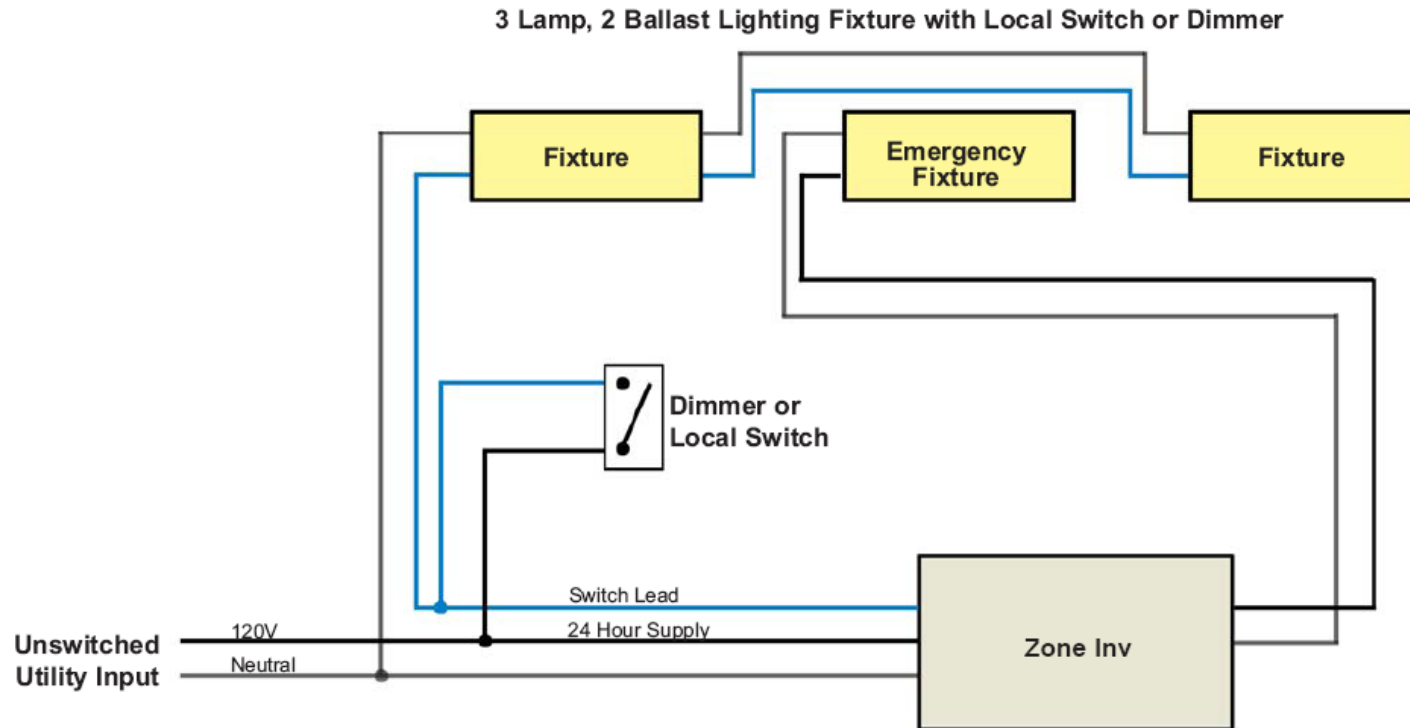 3 Lamp, 2 Ballast Lighting Fixture with Local Switch or Dimmer
Fixture
Emergency
Fixture
Fixture
Dimmer or
Local Switch
Switch Lead
120V
24 Hour Supply
Unswitched
Utility Input
Neutral
Zone Inv